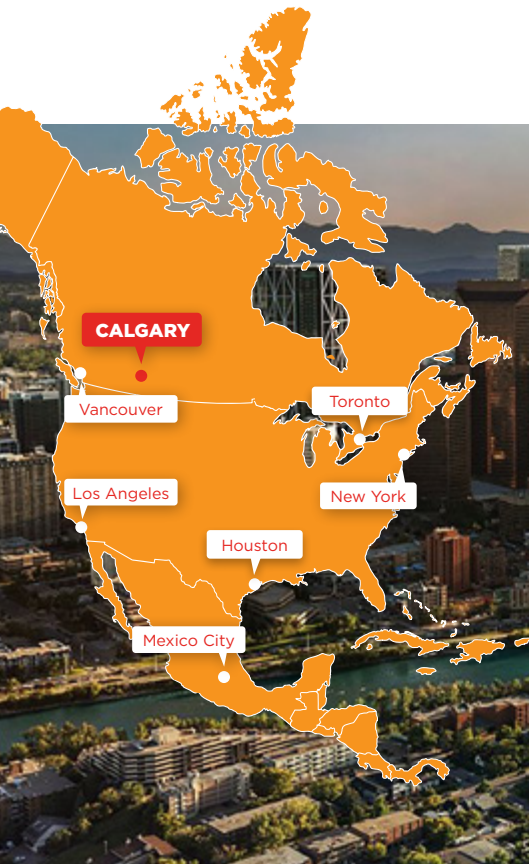 CALGARY
Vancouver
Toronto
Los Angeles
New York
Houston
Mexico City